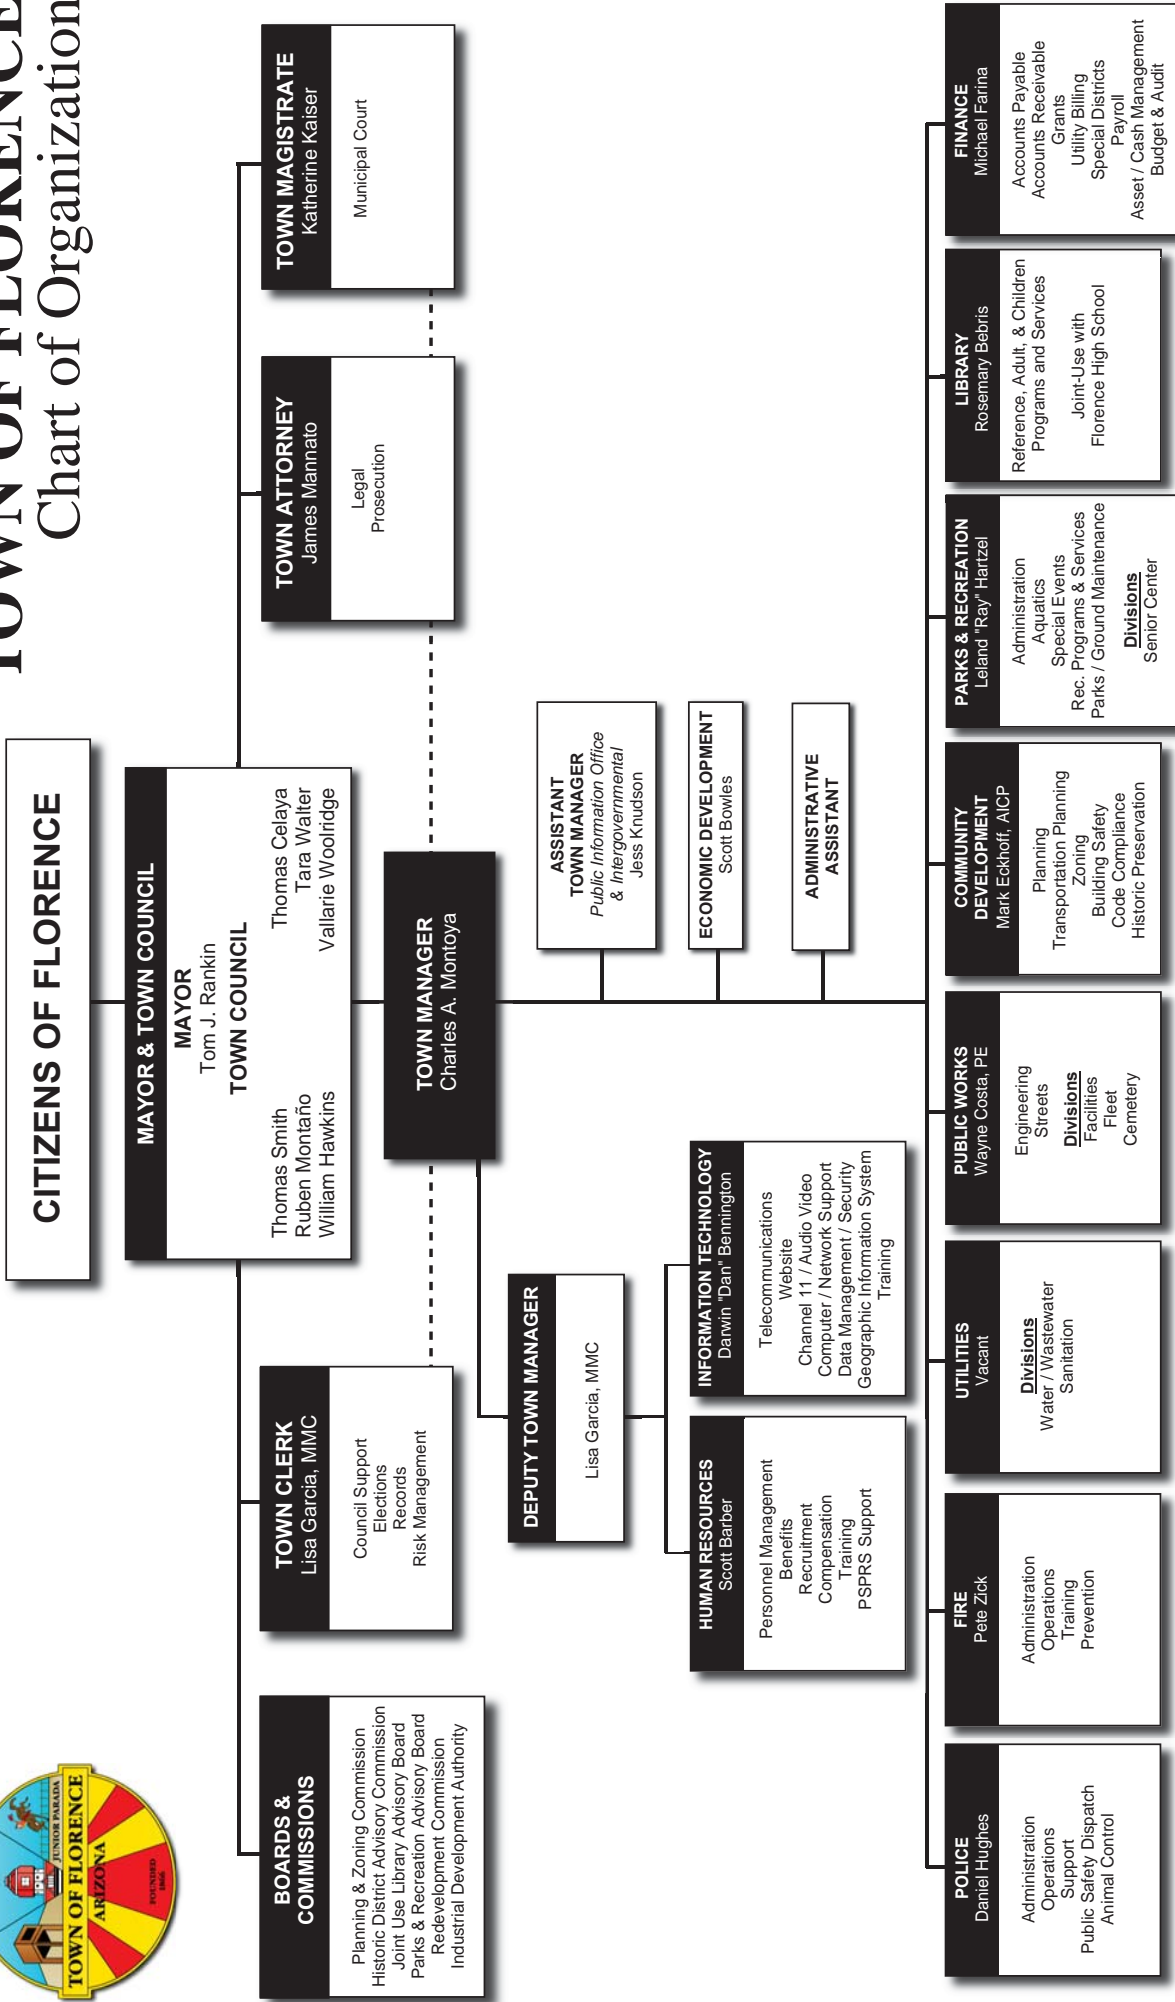 TOWN OF FLORENCE
Chart of Organization
JUNIOR PARADA
TOWN OF FLORENCE
ARIZONA
FOUNDED
1866
CITIZENS OF FLORENCE
MAYOR & TOWN COUNCIL
MAYOR
Tom J. Rankin
TOWN COUNCIL
Thomas Smith
Ruben Montaño
William Hawkins
Thomas Celaya
Tara Walter
Vallarie Woolridge
BOARDS &
COMMISSIONS
Planning & Zoning Commission
Historic District Advisory Commission
Joint Use Library Advisory Board
Parks & Recreation Advisory Board
Redevelopment Commission
Industrial Development Authority
TOWN CLERK
Lisa Garcia, MMC
Council Support
Elections
Records
Risk Management
TOWN ATTORNEY
James Mannato
Legal
Prosecution
TOWN MAGISTRATE
Katherine Kaiser
Municipal Court
TOWN MANAGER
Charles A. Montoya
DEPUTY TOWN MANAGER
Lisa Garcia, MMC
ASSISTANT
TOWN MANAGER
Public Information Office
& Intergovernmental
Jess Knudson
ECONOMIC DEVELOPMENT
Scott Bowles
ADMINISTRATIVE
ASSISTANT
HUMAN RESOURCES
Scott Barber
Personnel Management
Benefits
Recruitment
Compensation
Training
PSPRS Support
INFORMATION TECHNOLOGY
Darwin "Dan" Bennington
Telecommunications
Website
Channel 11 / Audio Video
Computer / Network Support
Data Management / Security
Geographic Information System
Training
POLICE
Daniel Hughes
Administration
Operations
Support
Public Safety Dispatch
Animal Control
FIRE
Pete Zick
Administration
Operations
Training
Prevention
UTILITIES
Vacant
Divisions
Water / Wastewater
Sanitation
PUBLIC WORKS
Wayne Costa, PE
Engineering
Streets
Divisions
Facilities
Fleet
Cemetery
COMMUNITY
DEVELOPMENT
Mark Eckhoff, AICP
Planning
Transportation Planning
Zoning
Building Safety
Code Compliance
Historic Preservation
PARKS & RECREATION
Leland "Ray" Hartzel
Administration
Aquatics
Special Events
Rec. Programs & Services
Parks / Ground Maintenance
Divisions
Senior Center
LIBRARY
Rosemary Bebris
Reference, Adult, & Children
Programs and Services
Joint-Use with
Florence High School
FINANCE
Michael Farina
Accounts Payable
Accounts Receivable
Grants
Utility Billing
Special Districts
Payroll
Asset / Cash Management
Budget & Audit